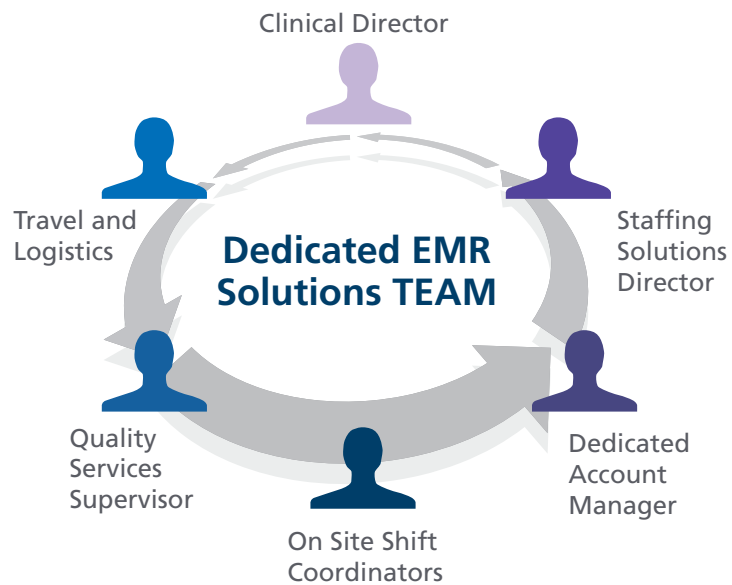 Clinical Director
Travel and
Logistics
Staffing
Solutions
Director
Dedicated EMR
Solutions TEAM
Quality
Services
Supervisor
Dedicated
Account
Manager
On Site Shift
Coordinators